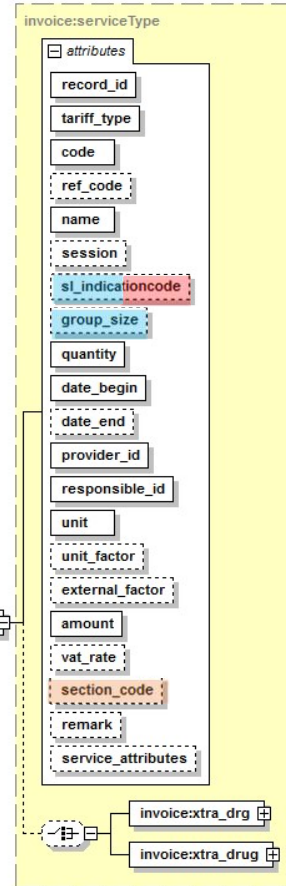 invoice:serviceType
attributes
record_id
tariff_type
code
ref_code
name
session
sl_indicationcode
group_size
quantity
date_begin
date_end
provider_id
responsible_id
unit
unit_factor
external_factor
amount
vat_rate
section_code
remark
service_attributes
invoice:xtra_drg
invoice:xtra_drug